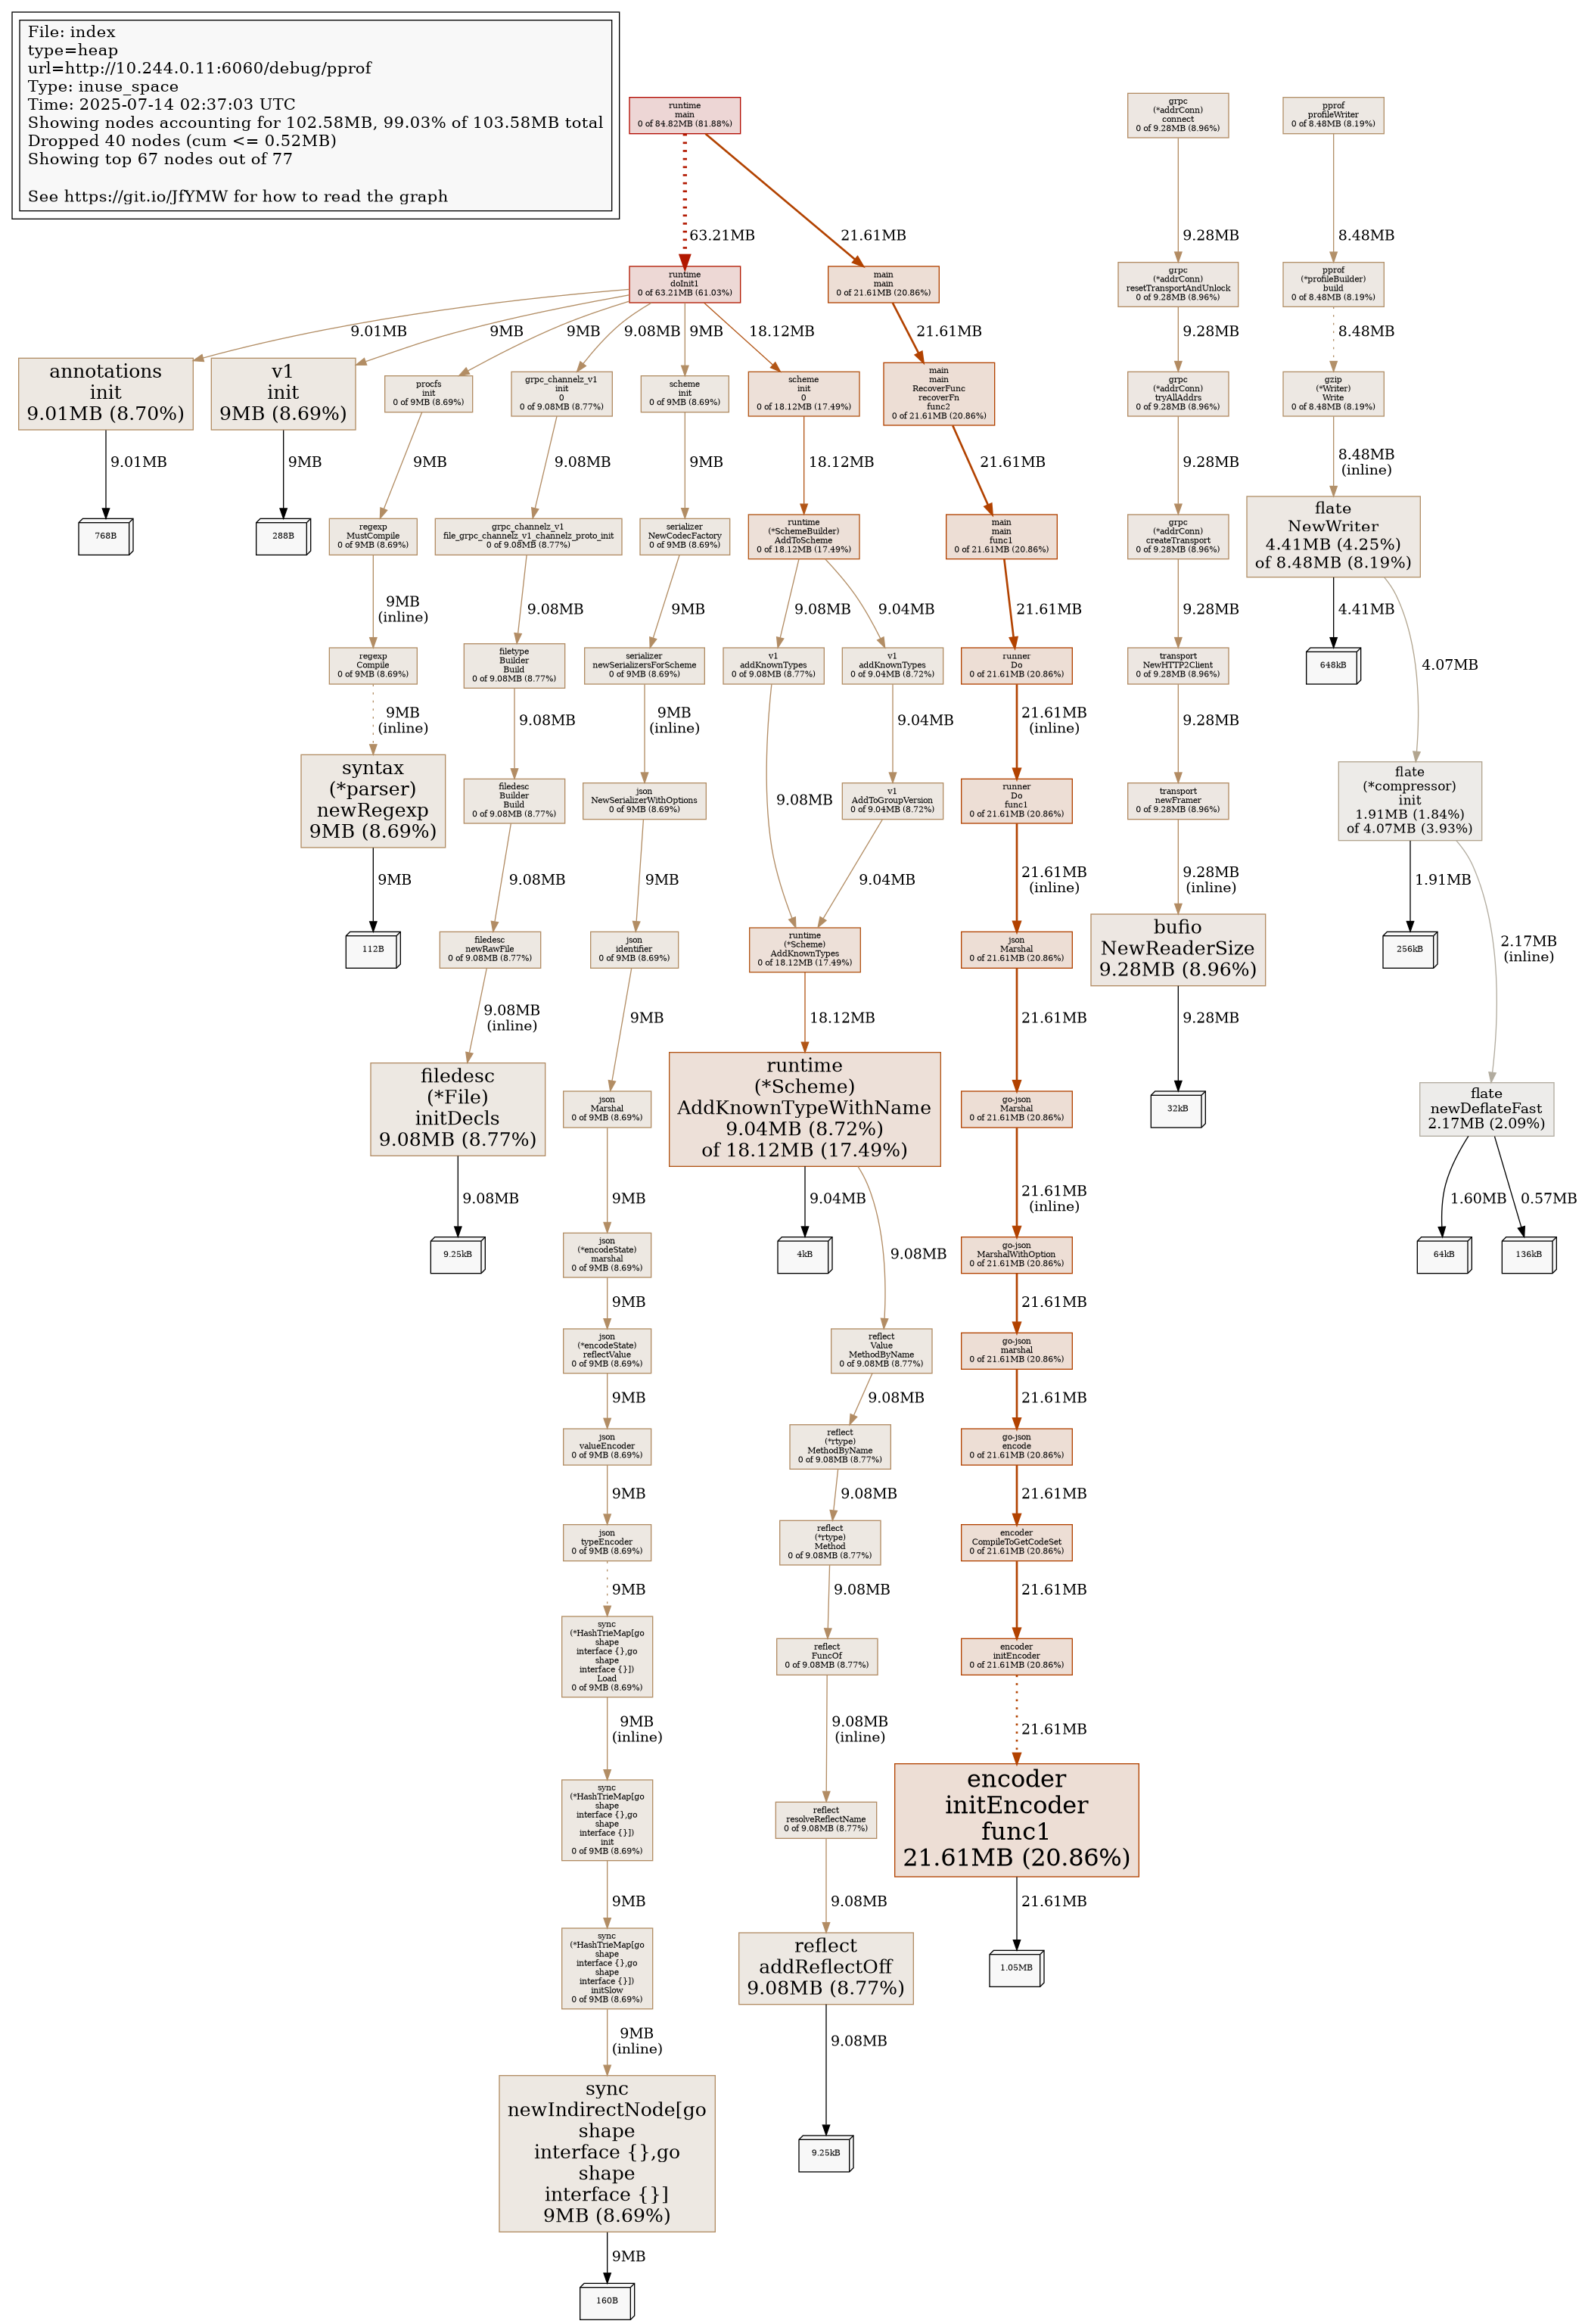 File: index
type=heap
url=http://10.244.0.11:6060/debug/pprof
Type: inuse_space
Time: 2025-07-14 02:37:03 UTC
Showing nodes accounting for 102.58MB, 99.03% of 103.58MB total
Dropped 40 nodes (cum <= 0.52MB)
Showing top 67 nodes out of 77
See https://git.io/JfYMW for how to read the graph
runtime
main
0 of 84.82MB (81.88%)
grpc
(*addrConn)
connect
0 of 9.28MB (8.96%)
pprof
profileWriter
0 of 8.48MB (8.19%)
63.21MB
21.61MB
9.28MB
8.48MB
runtime
doInit1
0 of 63.21MB (61.03%)
main
main
0 of 21.61MB (20.86%)
grpc
(*addrConn)
resetTransportAndUnlock
0 of 9.28MB (8.96%)
pprof
(*profileBuilder)
build
0 of 8.48MB (8.19%)
9.01MB
9MB
9MB
9.08MB
9MB
18.12MB
21.61MB
9.28MB
8.48MB
annotations
init
9.01MB (8.70%)
v1
init
9MB (8.69%)
procfs
init
0 of 9MB (8.69%)
grpc_channelz_v1
init
0
0 of 9.08MB (8.77%)
scheme
init
0 of 9MB (8.69%)
scheme
init
0
0 of 18.12MB (17.49%)
main
main
RecoverFunc
recoverFn
func2
0 of 21.61MB (20.86%)
grpc
(*addrConn)
tryAllAddrs
0 of 9.28MB (8.96%)
gzip
(*Writer)
Write
0 of 8.48MB (8.19%)
9.01MB
9MB
9MB
9.08MB
9MB
18.12MB
21.61MB
9.28MB
8.48MB
(inline)
768B
288B
regexp
MustCompile
0 of 9MB (8.69%)
grpc_channelz_v1
file_grpc_channelz_v1_channelz_proto_init
0 of 9.08MB (8.77%)
serializer
NewCodecFactory
0 of 9MB (8.69%)
runtime
(*SchemeBuilder)
AddToScheme
0 of 18.12MB (17.49%)
main
main
func1
0 of 21.61MB (20.86%)
grpc
(*addrConn)
createTransport
0 of 9.28MB (8.96%)
flate
NewWriter
4.41MB (4.25%)
of 8.48MB (8.19%)
9MB
(inline)
9.08MB
9MB
9.08MB
9.04MB
21.61MB
9.28MB
4.41MB
4.07MB
regexp
Compile
0 of 9MB (8.69%)
filetype
Builder
Build
0 of 9.08MB (8.77%)
serializer
newSerializersForScheme
0 of 9MB (8.69%)
v1
addKnownTypes
0 of 9.08MB (8.77%)
v1
addKnownTypes
0 of 9.04MB (8.72%)
runner
Do
0 of 21.61MB (20.86%)
transport
NewHTTP2Client
0 of 9.28MB (8.96%)
648kB
9MB
(inline)
9.08MB
9MB
(inline)
9.04MB
21.61MB
(inline)
9.28MB
syntax
(*parser)
newRegexp
9MB (8.69%)
filedesc
Builder
Build
0 of 9.08MB (8.77%)
json
NewSerializerWithOptions
0 of 9MB (8.69%)
9.08MB
v1
AddToGroupVersion
0 of 9.04MB (8.72%)
runner
Do
func1
0 of 21.61MB (20.86%)
transport
newFramer
0 of 9.28MB (8.96%)
flate
(*compressor)
init
1.91MB (1.84%)
of 4.07MB (3.93%)
9MB
9.08MB
9MB
9.04MB
21.61MB
(inline)
9.28MB
(inline)
1.91MB
2.17MB
(inline)
112B
filedesc
newRawFile
0 of 9.08MB (8.77%)
json
identifier
0 of 9MB (8.69%)
runtime
(*Scheme)
AddKnownTypes
0 of 18.12MB (17.49%)
json
Marshal
0 of 21.61MB (20.86%)
bufio
NewReaderSize
9.28MB (8.96%)
256kB
9.08MB
(inline)
9MB
18.12MB
21.61MB
9.28MB
filedesc
(*File)
initDecls
9.08MB (8.77%)
json
Marshal
0 of 9MB (8.69%)
runtime
(*Scheme)
AddKnownTypeWithName
9.04MB (8.72%)
of 18.12MB (17.49%)
go-json
Marshal
0 of 21.61MB (20.86%)
32kB
flate
newDeflateFast
2.17MB (2.09%)
9.08MB
9MB
9.04MB
9.08MB
21.61MB
(inline)
1.60MB
0.57MB
9.25kB
json
(*encodeState)
marshal
0 of 9MB (8.69%)
4kB
go-json
MarshalWithOption
0 of 21.61MB (20.86%)
64kB
136kB
9MB
21.61MB
json
(*encodeState)
reflectValue
0 of 9MB (8.69%)
reflect
Value
MethodByName
0 of 9.08MB (8.77%)
go-json
marshal
0 of 21.61MB (20.86%)
9MB
9.08MB
21.61MB
json
valueEncoder
0 of 9MB (8.69%)
reflect
(*rtype)
MethodByName
0 of 9.08MB (8.77%)
go-json
encode
0 of 21.61MB (20.86%)
9MB
9.08MB
21.61MB
json
typeEncoder
0 of 9MB (8.69%)
reflect
(*rtype)
Method
0 of 9.08MB (8.77%)
encoder
CompileToGetCodeSet
0 of 21.61MB (20.86%)
9MB
9.08MB
21.61MB
sync
(*HashTrieMap[go
shape
interface {},go
shape
interface {}])
Load
0 of 9MB (8.69%)
reflect
FuncOf
0 of 9.08MB (8.77%)
encoder
initEncoder
0 of 21.61MB (20.86%)
9MB
(inline)
9.08MB
(inline)
21.61MB
sync
(*HashTrieMap[go
shape
interface {},go
shape
interface {}])
init
0 of 9MB (8.69%)
reflect
resolveReflectName
0 of 9.08MB (8.77%)
encoder
initEncoder
func1
21.61MB (20.86%)
9MB
9.08MB
21.61MB
sync
(*HashTrieMap[go
shape
interface {},go
shape
interface {}])
initSlow
0 of 9MB (8.69%)
reflect
addReflectOff
9.08MB (8.77%)
1.05MB
9MB
(inline)
9.08MB
sync
newIndirectNode[go
shape
interface {},go
shape
interface {}]
9MB (8.69%)
9.25kB
9MB
160B